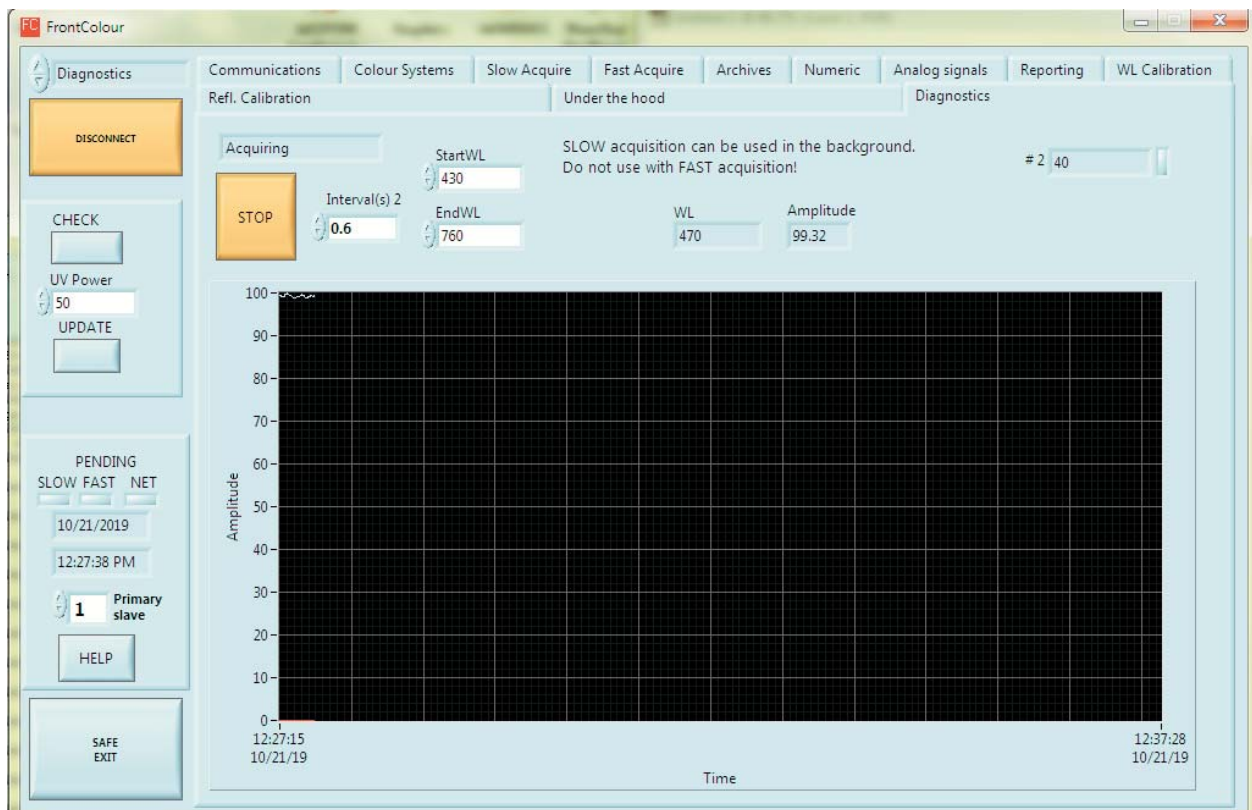 FC FrontColour
Diagnostics
DISCONNECT
CHECK
UV Power
50
UPDATE
PENDING
SLOW FAST NET
10/21/2019
12:27:38 PM
1 Primary
slave
HELP
SAFE
EXIT
Communications Colour Systems Slow Acquire Fast Acquire Archives Numeric Analog signals Reporting WL Calibration
Refl. Calibration Under the hood Diagnostics
Acquiring
STOP
Interval(s) 2
0.6
StartWL
430
EndWL
760
SLOW acquisition can be used in the background.
Do not use with FAST acquisition!
# 2 40
WL Amplitude
470 99.32
100
90
80
70
60
50
40
30
20
10
0
Amplitude
12:27:15 12:37:28
10/21/19 10/21/19
Time